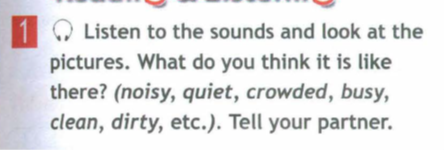 1 Listen to the sounds and look at the
pictures. What do you think it is like
there? (noisy, quiet, crowded, busy,
clean, dirty, etc.). Tell your partner.